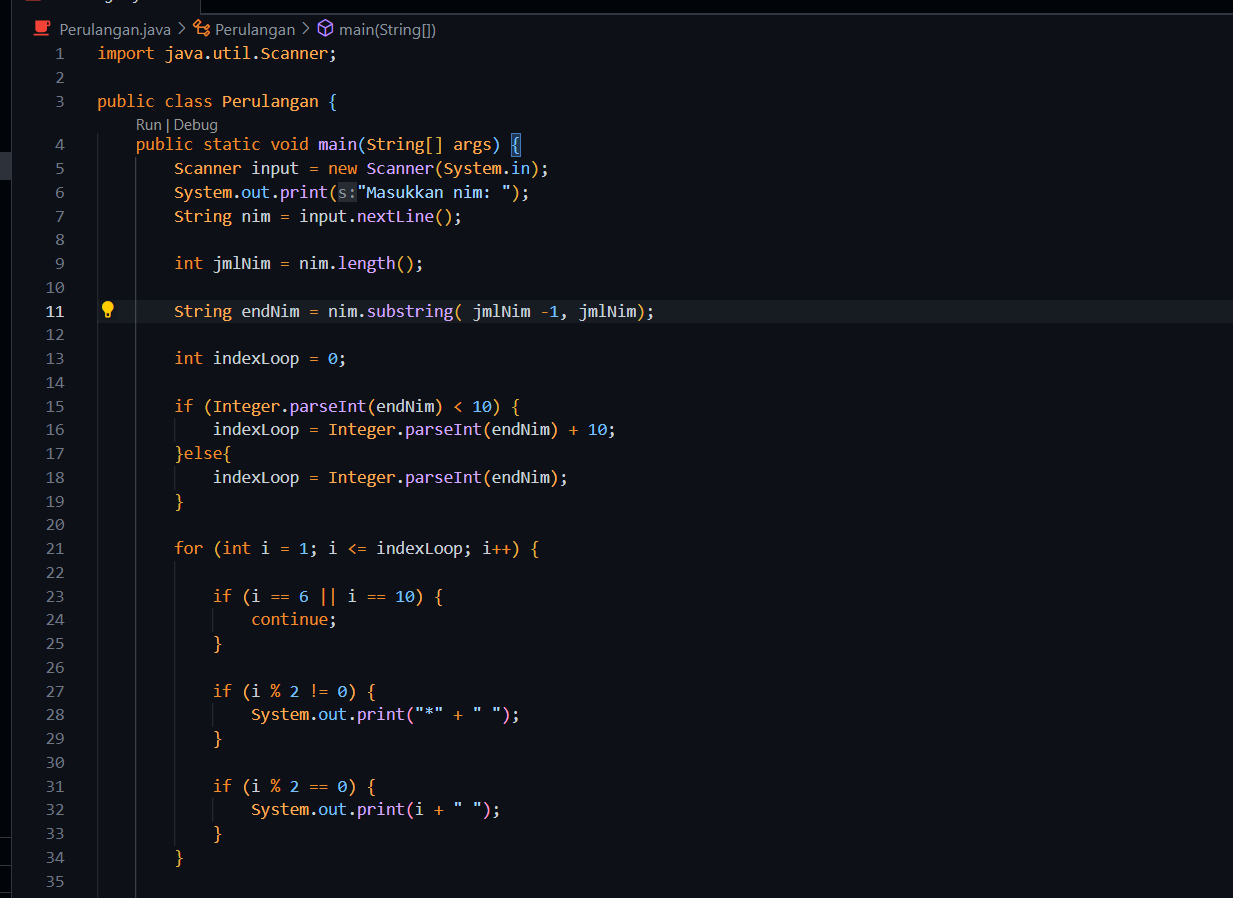 Perulangan.java > Perulangan > main(String[])
1 import java.util.Scanner;
2
3 public class Perulangan {
Run | Debug
4 public static void main(String[] args) {
5 Scanner input = new Scanner(System.in);
6 System.out.print(s:"Masukkan nim: ");
7 String nim = input.nextLine();
8
9 int jmlNim = nim.length();
10
11 String endNim = nim.substring( jmlNim -1, jmlNim);
12
13 int indexLoop = 0;
14
15 if (Integer.parseInt(endNim) < 10) {
16 indexLoop = Integer.parseInt(endNim) + 10;
17 }else{
18 indexLoop = Integer.parseInt(endNim);
19 }
20
21 for (int i = 1; i <= indexLoop; i++) {
22
23 if (i == 6 || i == 10) {
24 continue;
25 }
26
27 if (i % 2 != 0) {
28 System.out.print("*" + " ");
29 }
30
31 if (i % 2 == 0) {
32 System.out.print(i + " ");
33 }
34 }
35